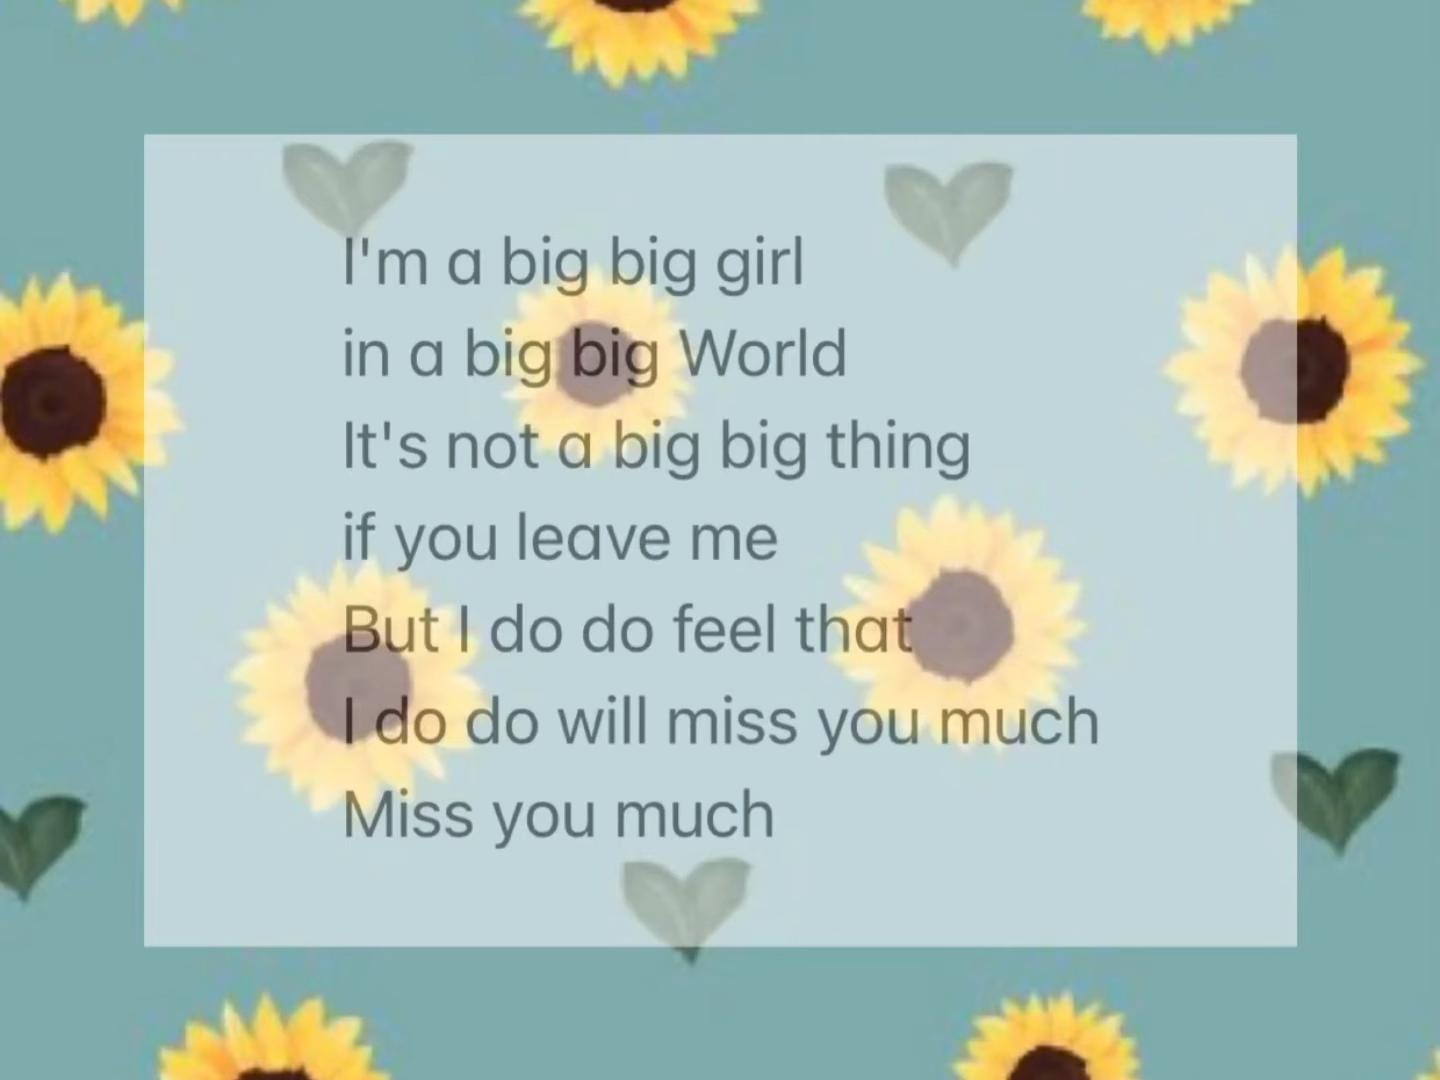 I'm a big big girl
in a big big World
It's not a big big thing
if you leave me
But I do do feel that
I do do will miss you much
Miss you much